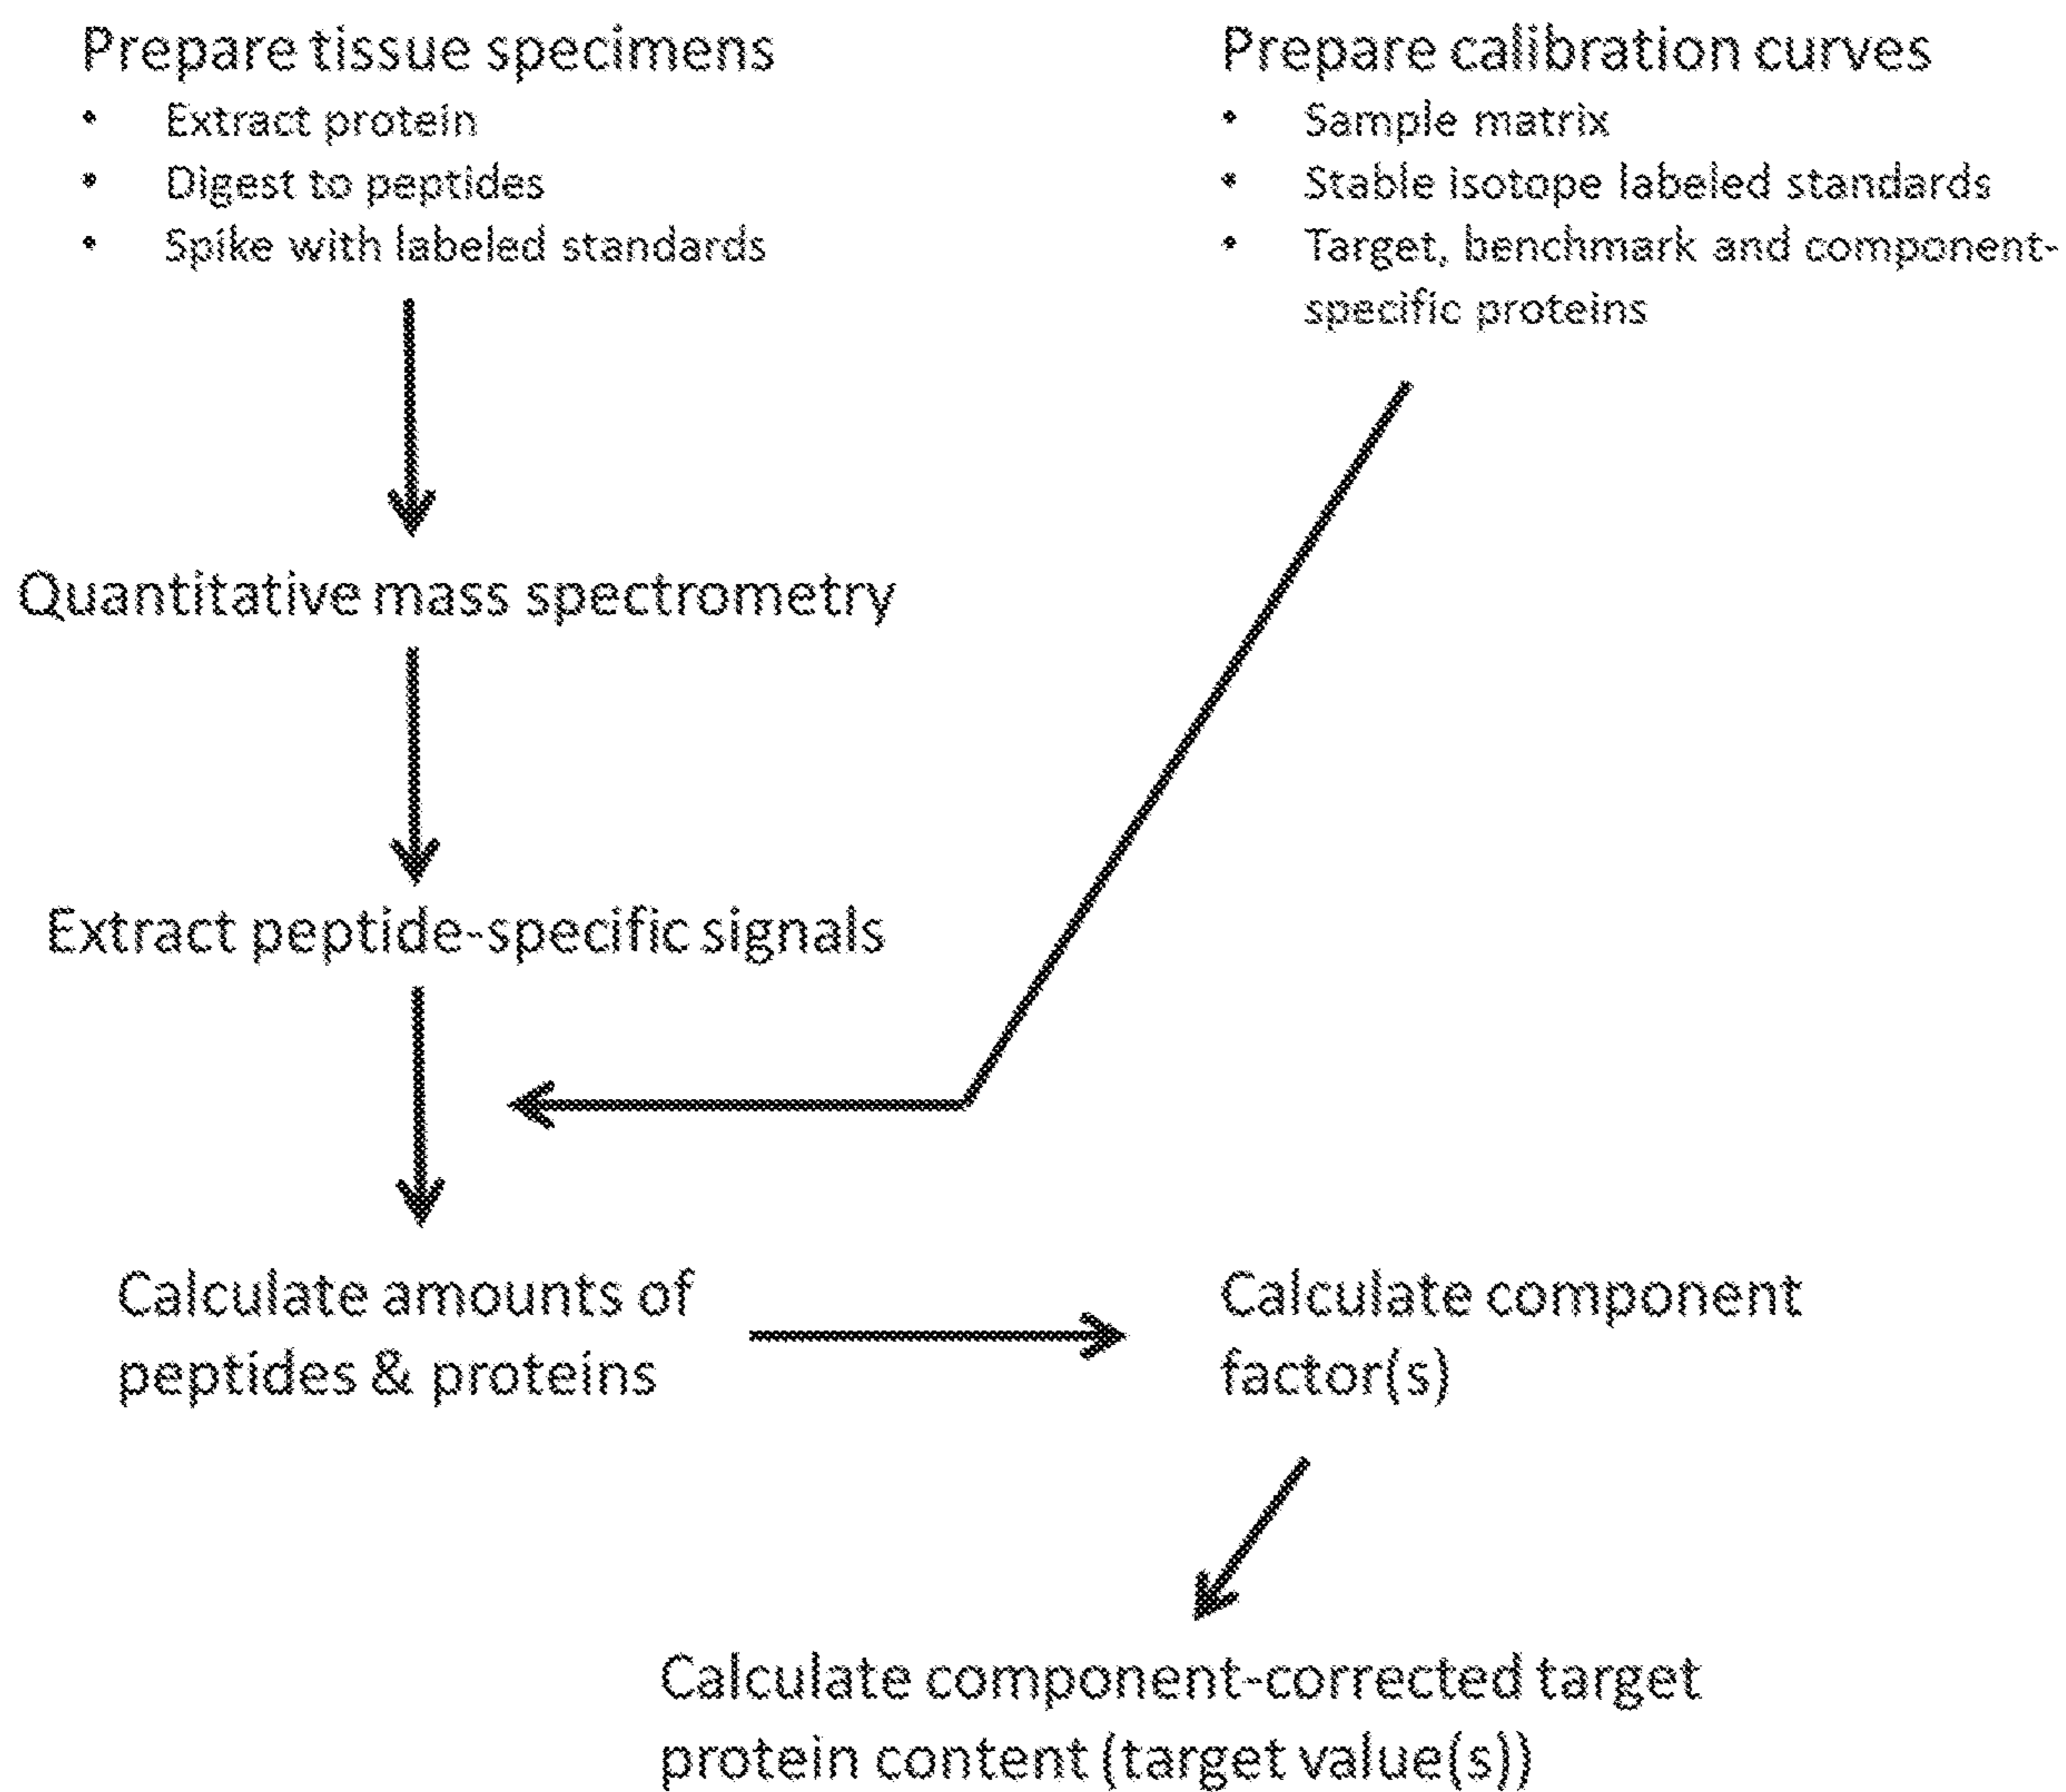 Prepare tissue specimens
• Extract protein
• Digest to peptides
• Spike with labeled standards
Prepare calibration curves
• Sample matrix
• Stable isotope labeled standards
• Target, benchmark and component-
specific proteins
Quantitative mass spectrometry
Extract peptide-specific signals
Calculate amounts of
peptides & proteins
Calculate component
factor(s)
Calculate component-corrected target
protein content (target value(s))